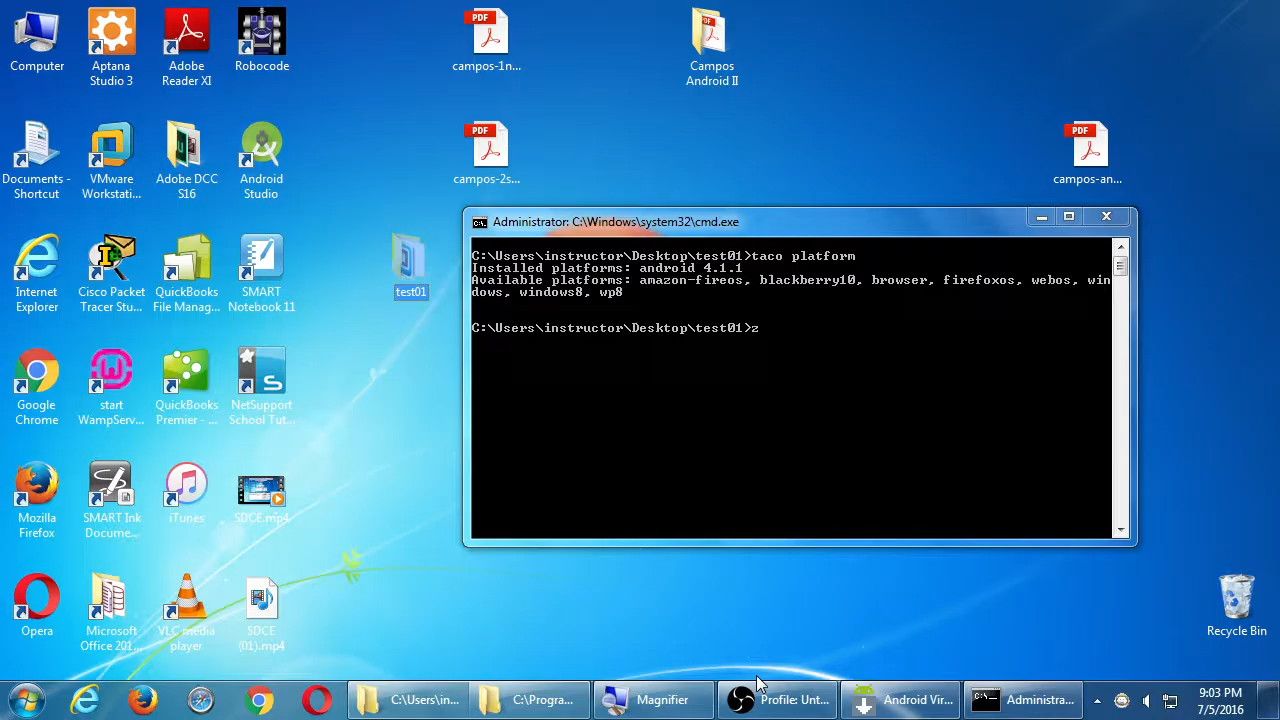 Computer
Aptana
Studio 3
Adobe
Reader XI
Robocode
PDF
campos-1n...
PDF
Campos
Android II
Documents -
Shortcut
VMware
Workstati...
Adobe DCC
S16
Android
Studio
PDF
campos-2s...
PDF
campos-an...
Internet
Explorer
Cisco Packet
Tracer Stu...
QuickBooks
File Manag...
SMART
Notebook 11
test01
Administrator: C:\Windows\system32\cmd.exe
C:\Users\instructor\Desktop\test01>taco platform
Installed platforms: android 4.1.1
Available platforms: amazon-fireos, blackberry10, browser, firefoxos, webos, win
dows, windows8, wp8
C:\Users\instructor\Desktop\test01>z
Google
Chrome
start
WampServ...
QuickBooks
Premier - ...
NetSupport
School Tut...
Mozilla
Firefox
SMART Ink
Docume...
iTunes
SDCE.mp4
Opera
Microsoft
Office 201...
VLC media
player
SDCE
(01).mp4
Recycle Bin
C:\Users\in...
C:\Progra...
Magnifier
Profile: Unt...
Android Vir...
Administra...
9:03 PM
7/5/2016